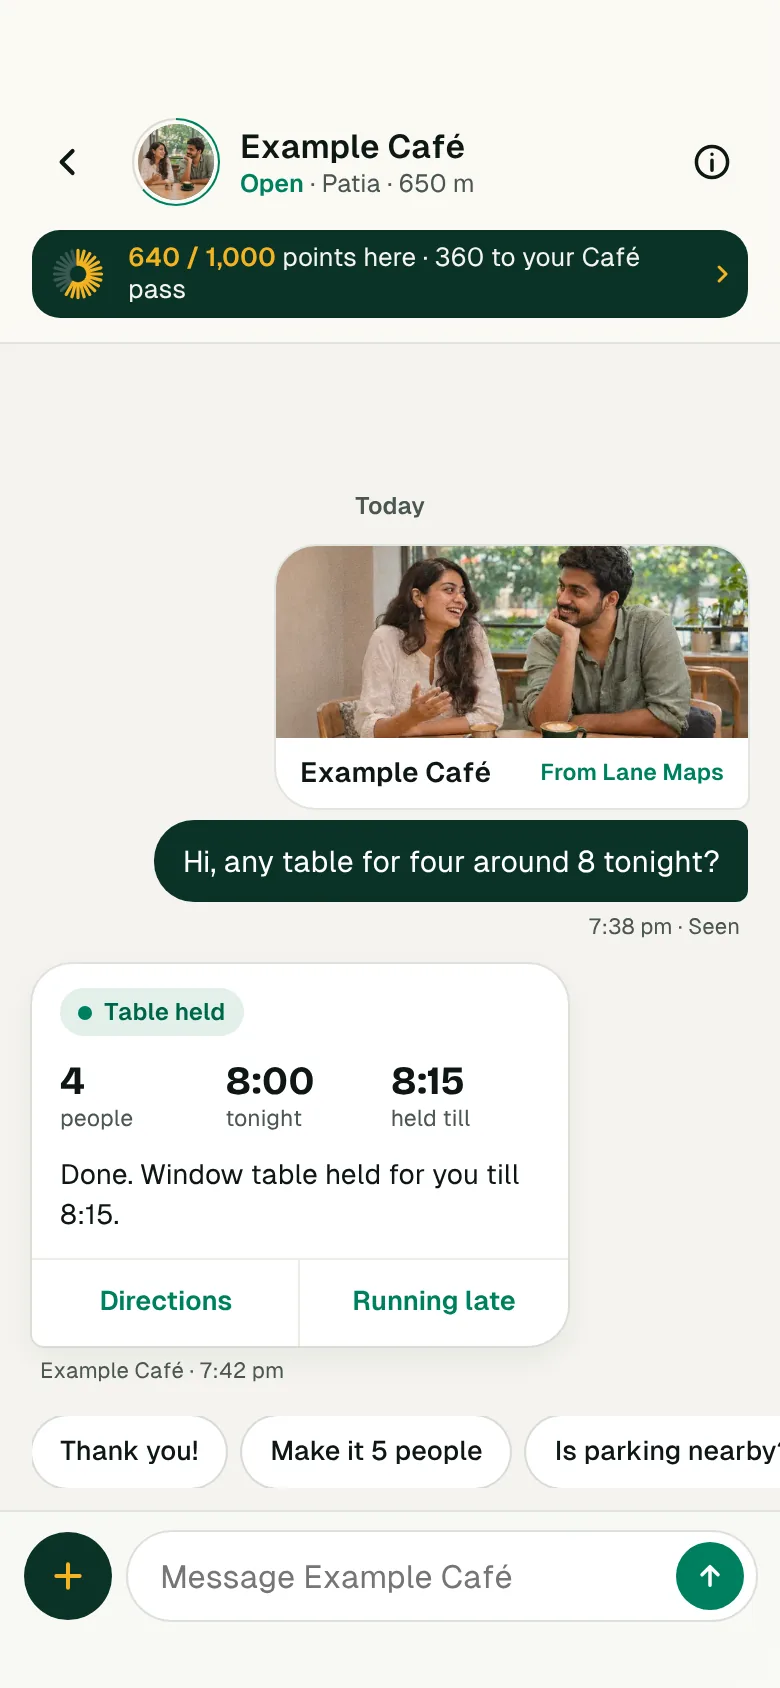 Example Café
Open · Patia · 650 m
640 / 1,000 points here · 360 to your Café
pass
Today
Example Café
From Lane Maps
Hi, any table for four around 8 tonight?
7:38 pm · Seen
Table held
4 8:00 8:15
people tonight held till
Done. Window table held for you till
8:15.
Directions Running late
Example Café · 7:42 pm
Thank you! Make it 5 people Is parking nearby?
Message Example Café